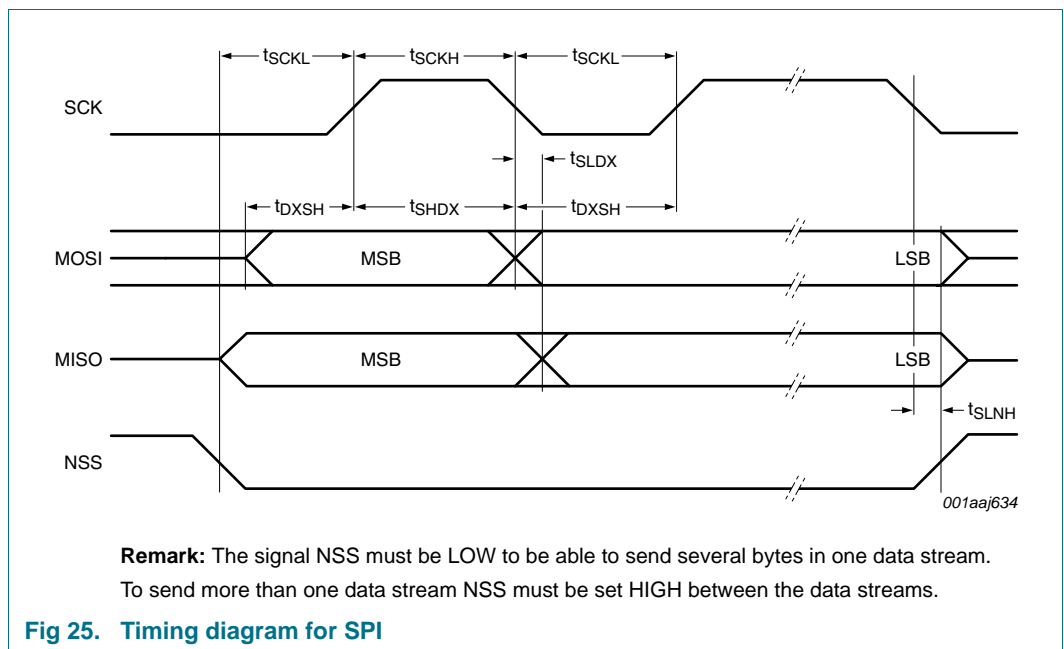 tSCKL tSCKH tSCKL
SCK
tSLDX
tDXSH tSHDX tDXSH
MOSI MSB LSB
MISO MSB LSB
tSLNH
NSS
001aaj634
Remark: The signal NSS must be LOW to be able to send several bytes in one data stream.
To send more than one data stream NSS must be set HIGH between the data streams.
Fig 25. Timing diagram for SPI